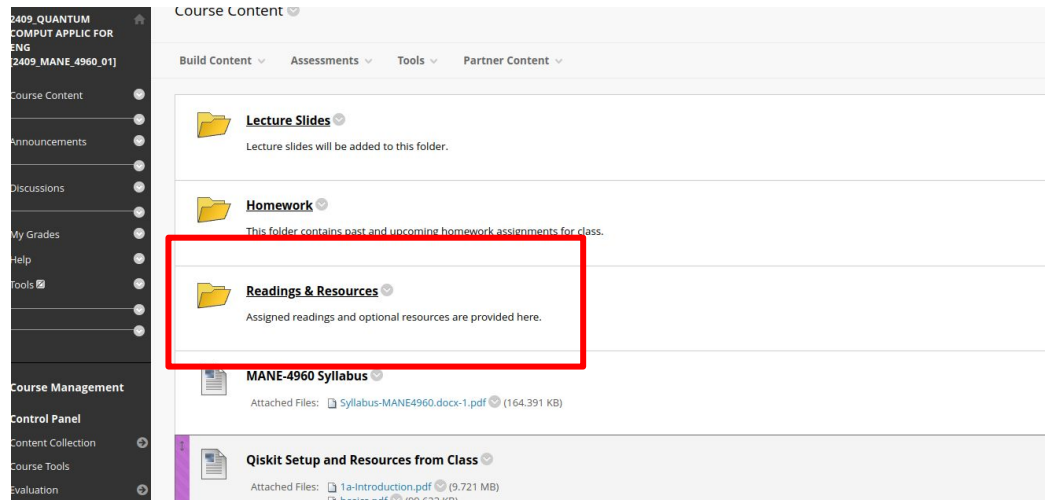 2409_QUANTUM
COMPUT APPLIC FOR
ENG
[2409_MANE_4960_01]
Course Content
Announcements
Discussions
My Grades
Help
Tools
Course Management
Control Panel
Content Collection
Course Tools
Evaluation
Course Content
Build Content
Assessments
Tools
Partner Content
Lecture Slides
Lecture slides will be added to this folder.
Homework
This folder contains past and upcoming homework assignments for class.
Readings & Resources
Assigned readings and optional resources are provided here.
MANE-4960 Syllabus
Attached Files: Syllabus-MANE4960.docx-1.pdf (164.391 KB)
Qiskit Setup and Resources from Class
Attached Files: 1a-Introduction.pdf (9.721 MB)